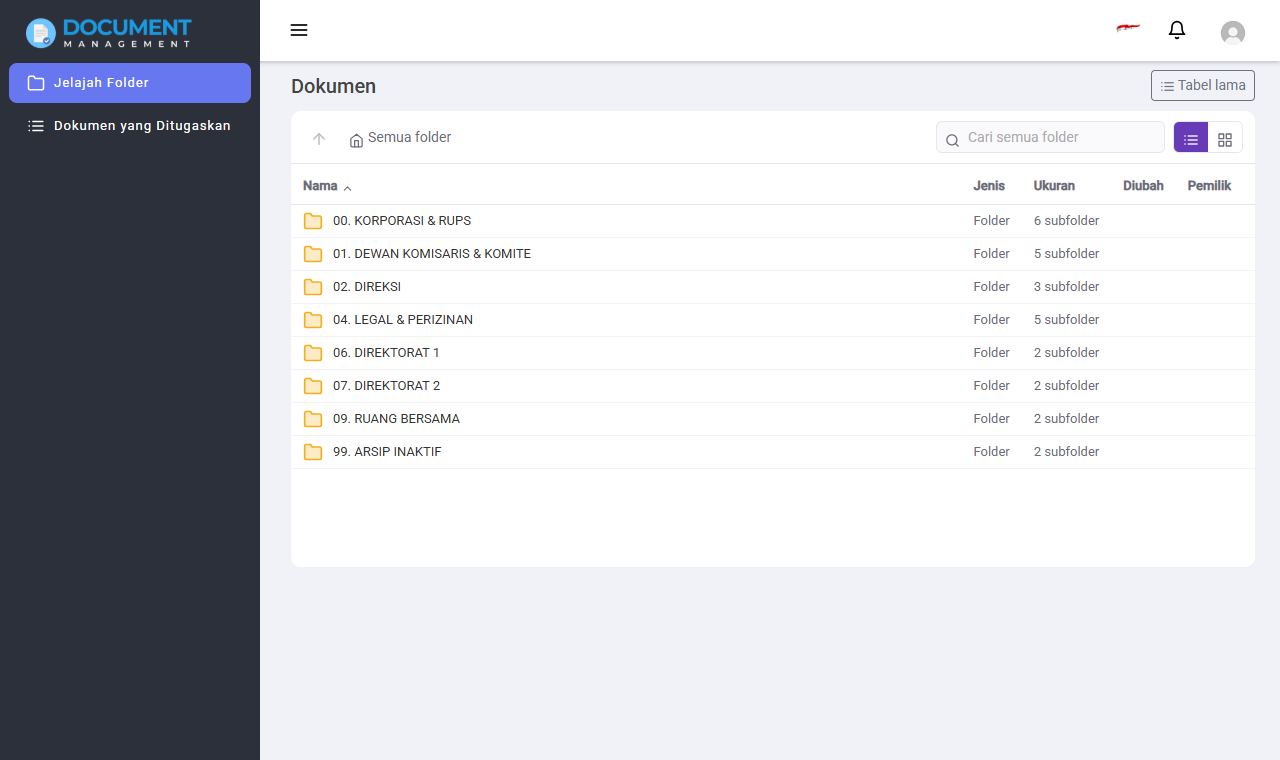 DOCUMENT
MANAGEMENT
Jelajah Folder
Dokumen yang Ditugaskan
Dokumen
Tabel lama
Semua folder
Cari semua folder
Nama Jenis Ukuran Diubah Pemilik
00. KORPORASI & RUPS Folder 6 subfolder
01. DEWAN KOMISARIS & KOMITE Folder 5 subfolder
02. DIREKSI Folder 3 subfolder
04. LEGAL & PERIZINAN Folder 5 subfolder
06. DIREKTORAT 1 Folder 2 subfolder
07. DIREKTORAT 2 Folder 2 subfolder
09. RUANG BERSAMA Folder 2 subfolder
99. ARSIP INAKTIF Folder 2 subfolder